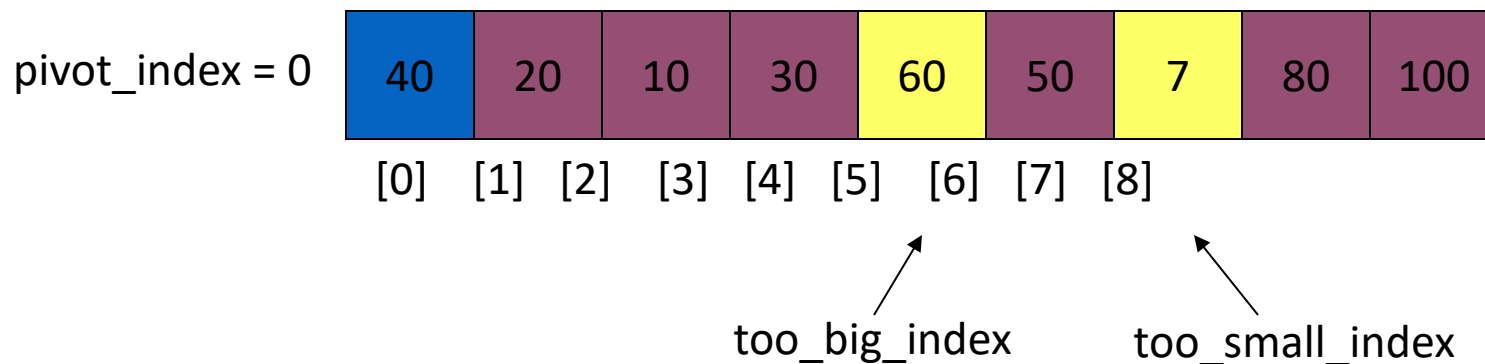 pivot_index = 0 40 20 10 30 60 50 7 80 100
[0] [1] [2] [3] [4] [5] [6] [7] [8]
too_big_index too_small_index